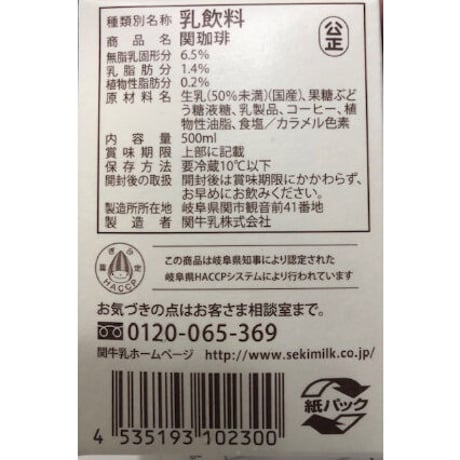 種類別名称 乳飲料
公正
商品名 関珈琲
無脂乳固形分 6.5%
乳脂肪分 1.4%
植物性脂肪分 0.2%
原材料名 生乳(50%未満)(国産)、果糖ぶど
う糖液糖、乳製品、コーヒー、植
物性油脂、食塩/カラメル色素
内容量 500ml
賞味期限 上部に記載
保存方法 要冷蔵10℃以下
開封後の取扱 開封後は賞味期限にかかわらず、
お早めにお飲みください。
製造所所在地 岐阜県関市観音前41番地
製造者 関牛乳株式会社
HACCP
この商品は岐阜県知事により認定された
岐阜県HACCPシステムにより行われています
お気づきの点はお客さま相談室まで。
0120-065-369
関牛乳ホームページ http://www.sekimilk.co.jp/
紙パック
4 535193 102300